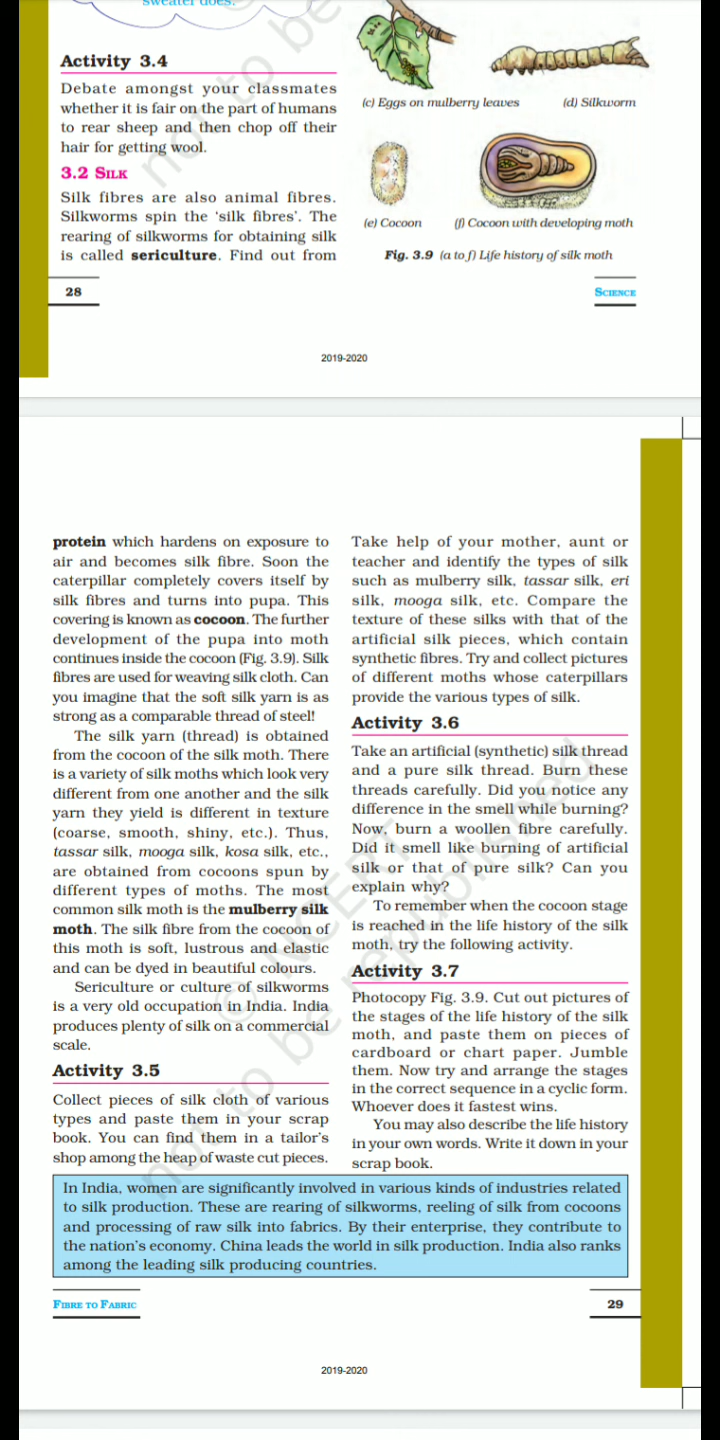 sweater does.
Activity 3.4
Debate amongst your classmates
whether it is fair on the part of humans
to rear sheep and then chop off their
hair for getting wool.
3.2 SILK
Silk fibres are also animal fibres.
Silkworms spin the ‘silk fibres’. The
rearing of silkworms for obtaining silk
is called sericulture. Find out from
(c) Eggs on mulberry leaves
(d) Silkworm
(e) Cocoon
(f) Cocoon with developing moth
Fig. 3.9 (a to f) Life history of silk moth
28
SCIENCE
2019-2020
protein which hardens on exposure to
air and becomes silk fibre. Soon the
caterpillar completely covers itself by
silk fibres and turns into pupa. This
covering is known as cocoon. The further
development of the pupa into moth
continues inside the cocoon (Fig. 3.9). Silk
fibres are used for weaving silk cloth. Can
you imagine that the soft silk yarn is as
strong as a comparable thread of steel!
The silk yarn (thread) is obtained
from the cocoon of the silk moth. There
is a variety of silk moths which look very
different from one another and the silk
yarn they yield is different in texture
(coarse, smooth, shiny, etc.). Thus,
tassar silk, mooga silk, kosa silk, etc.,
are obtained from cocoons spun by
different types of moths. The most
common silk moth is the mulberry silk
moth. The silk fibre from the cocoon of
this moth is soft, lustrous and elastic
and can be dyed in beautiful colours.
Sericulture or culture of silkworms
is a very old occupation in India. India
produces plenty of silk on a commercial
scale.
Activity 3.5
Collect pieces of silk cloth of various
types and paste them in your scrap
book. You can find them in a tailor’s
shop among the heap of waste cut pieces.
Take help of your mother, aunt or
teacher and identify the types of silk
such as mulberry silk, tassar silk, eri
silk, mooga silk, etc. Compare the
texture of these silks with that of the
artificial silk pieces, which contain
synthetic fibres. Try and collect pictures
of different moths whose caterpillars
provide the various types of silk.
Activity 3.6
Take an artificial (synthetic) silk thread
and a pure silk thread. Burn these
threads carefully. Did you notice any
difference in the smell while burning?
Now, burn a woollen fibre carefully.
Did it smell like burning of artificial
silk or that of pure silk? Can you
explain why?
To remember when the cocoon stage
is reached in the life history of the silk
moth, try the following activity.
Activity 3.7
Photocopy Fig. 3.9. Cut out pictures of
the stages of the life history of the silk
moth, and paste them on pieces of
cardboard or chart paper. Jumble
them. Now try and arrange the stages
in the correct sequence in a cyclic form.
Whoever does it fastest wins.
You may also describe the life history
in your own words. Write it down in your
scrap book.
In India, women are significantly involved in various kinds of industries related
to silk production. These are rearing of silkworms, reeling of silk from cocoons
and processing of raw silk into fabrics. By their enterprise, they contribute to
the nation’s economy. China leads the world in silk production. India also ranks
among the leading silk producing countries.
FIBRE TO FABRIC
29
2019-2020
© NCERT
not to be republished
not to be